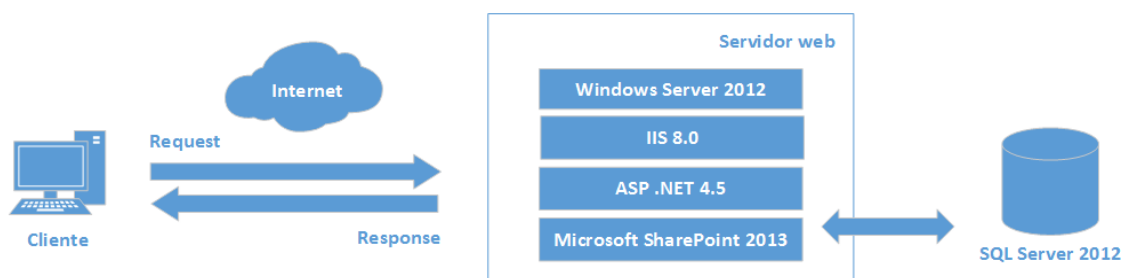 Servidor web
Internet
Windows Server 2012
Request
IIS 8.0
ASP .NET 4.5
Cliente
Response
Microsoft SharePoint 2013
SQL Server 2012